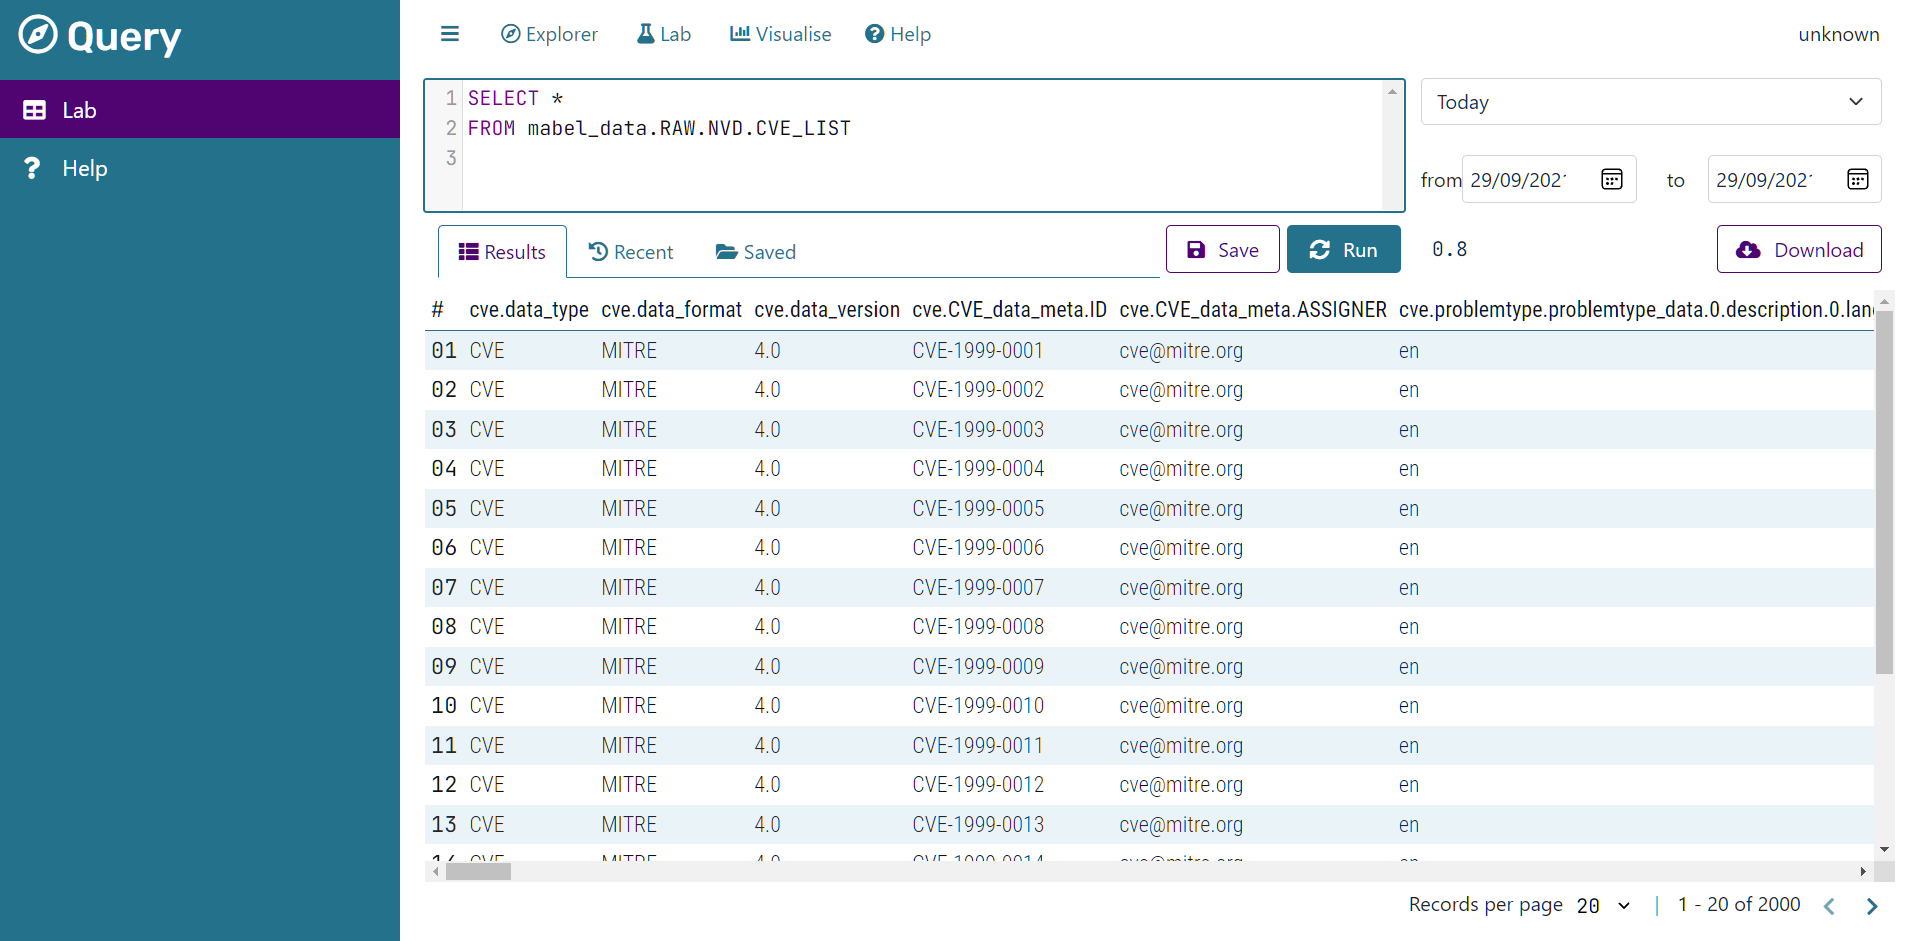 Query
Lab
Help
Explorer Lab Visualise Help unknown
1 SELECT *
2 FROM mabel_data.RAW.NVD.CVE_LIST
3
Today
from 29/09/202 to 29/09/202
Results Recent Saved Save Run 0.8 Download
# cve.data_type cve.data_format cve.data_version cve.CVE_data_meta.ID cve.CVE_data_meta.ASSIGNER cve.problemtype.problemtype_data.0.description.0.lan
01 CVE MITRE 4.0 CVE-1999-0001 cve@mitre.org en
02 CVE MITRE 4.0 CVE-1999-0002 cve@mitre.org en
03 CVE MITRE 4.0 CVE-1999-0003 cve@mitre.org en
04 CVE MITRE 4.0 CVE-1999-0004 cve@mitre.org en
05 CVE MITRE 4.0 CVE-1999-0005 cve@mitre.org en
06 CVE MITRE 4.0 CVE-1999-0006 cve@mitre.org en
07 CVE MITRE 4.0 CVE-1999-0007 cve@mitre.org en
08 CVE MITRE 4.0 CVE-1999-0008 cve@mitre.org en
09 CVE MITRE 4.0 CVE-1999-0009 cve@mitre.org en
10 CVE MITRE 4.0 CVE-1999-0010 cve@mitre.org en
11 CVE MITRE 4.0 CVE-1999-0011 cve@mitre.org en
12 CVE MITRE 4.0 CVE-1999-0012 cve@mitre.org en
13 CVE MITRE 4.0 CVE-1999-0013 cve@mitre.org en
14 CVE MITRE 4.0 CVE-1999-0014 cve@mitre.org en
Records per page 20 | 1 - 20 of 2000